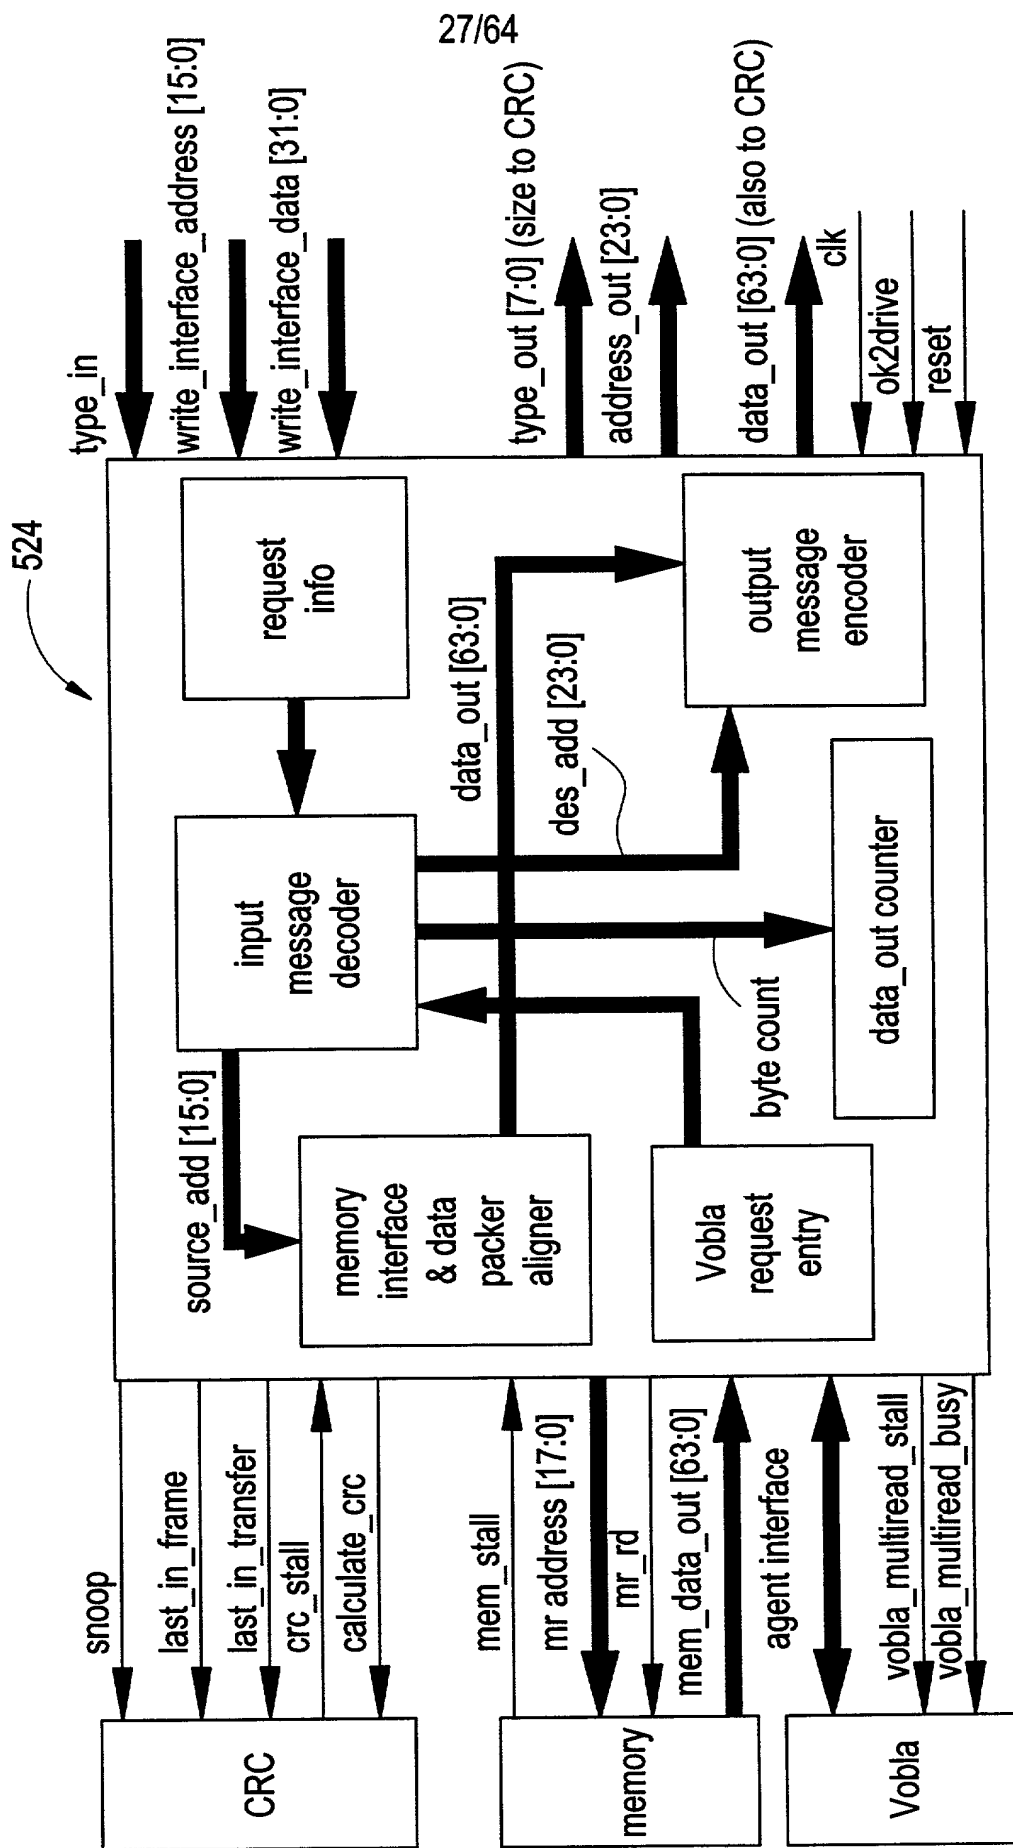 27/64
524
type_in
write_interface_address [15:0]
write_interface_data [31:0]
type_out [7:0] (size to CRC)
address_out [23:0]
data_out [63:0] (also to CRC)
clk
ok2drive
reset
request
info
input
message
decoder
data_out [63:0]
des_add [23:0]
output
message
encoder
source_add [15:0]
memory
interface
& data
packer
aligner
Vobla
request
entry
byte count
data_out counter
snoop
last_in_frame
last_in_transfer
crc_stall
calculate_crc
mem_stall
mr address [17:0]
mr_rd
mem_data_out [63:0]
agent interface
vobla_multiread_stall
vobla_multiread_busy
CRC
memory
Vobla